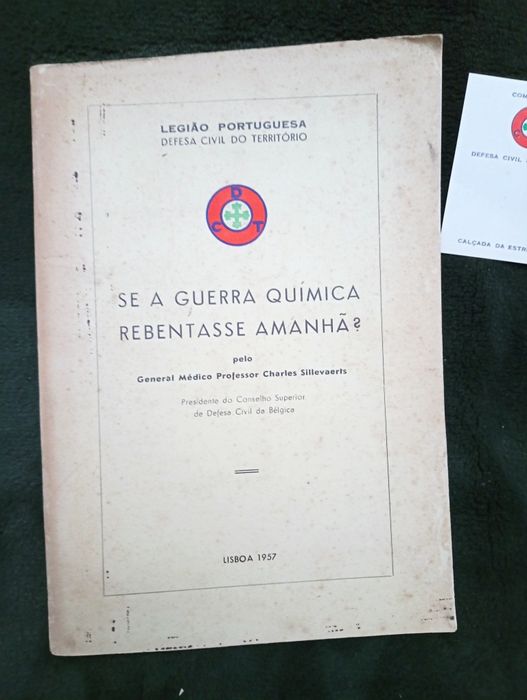 LEGIÃO PORTUGUESA
DEFESA CIVIL DO TERRITÓRIO
D
C T
SE A GUERRA QUÍMICA
REBENTASSE AMANHÃ?
pelo
General Médico Professor Charles Sillevaerts
Presidente do Conselho Superior
de Defesa Civil da Bélgica
LISBOA 1957
COM
C
DEFESA CIVIL
CALÇADA DA ESTR